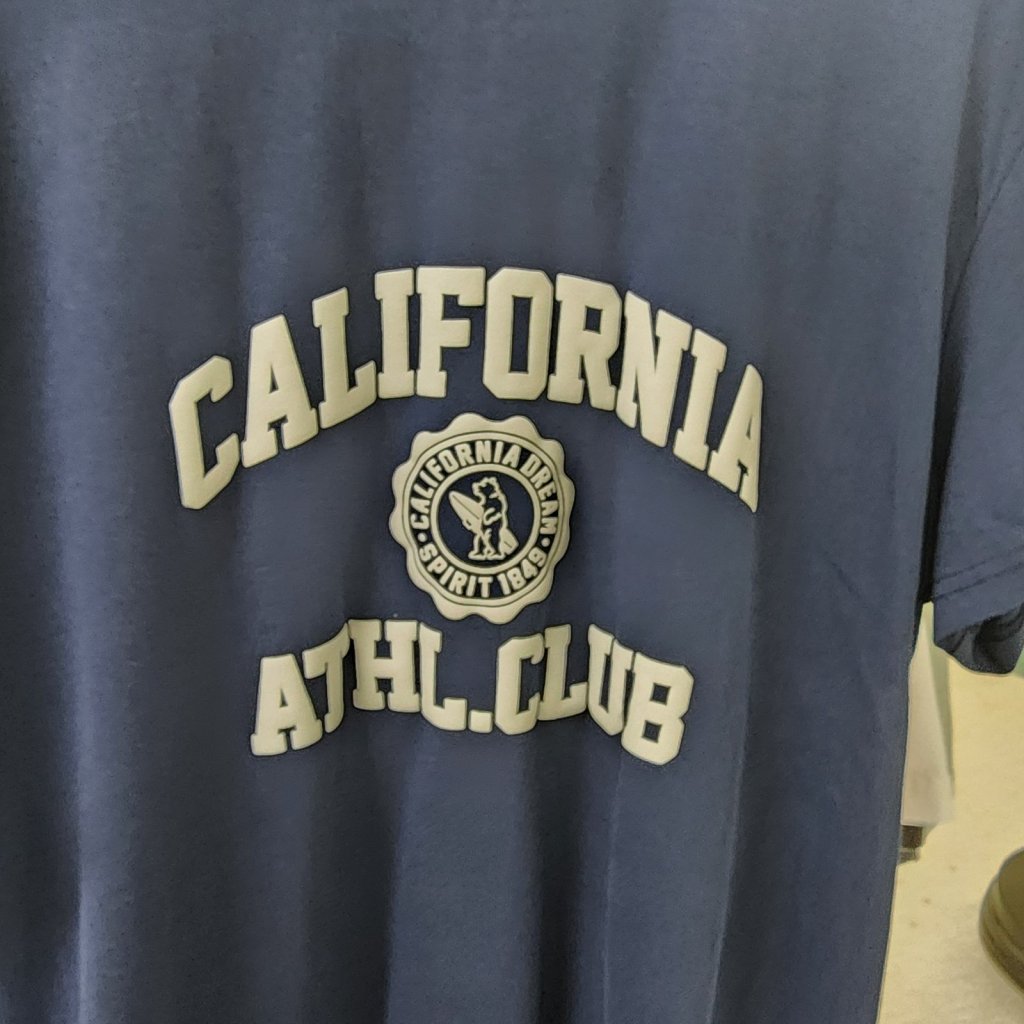 CALIFORNIA
CALIFORNIA DREAM
• SPIRIT 1849 •
ATHL.CLUB